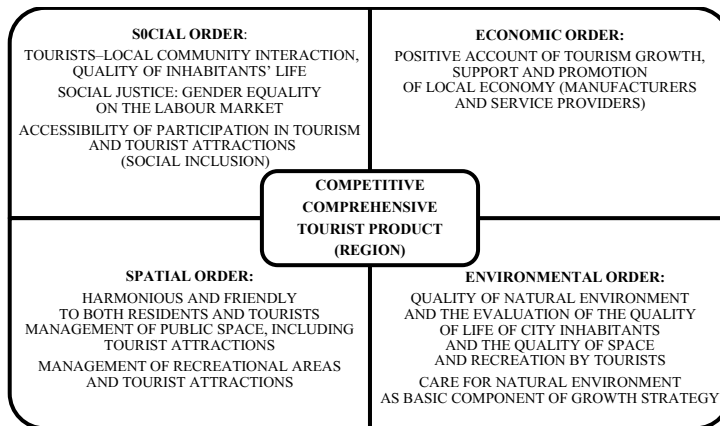 S0CIAL ORDER:
TOURISTS–LOCAL COMMUNITY INTERACTION,
QUALITY OF INHABITANTS’ LIFE
SOCIAL JUSTICE: GENDER EQUALITY
ON THE LABOUR MARKET
ACCESSIBILITY OF PARTICIPATION IN TOURISM
AND TOURIST ATTRACTIONS
(SOCIAL INCLUSION)
ECONOMIC ORDER:
POSITIVE ACCOUNT OF TOURISM GROWTH,
SUPPORT AND PROMOTION
OF LOCAL ECONOMY (MANUFACTURERS
AND SERVICE PROVIDERS)
COMPETITIVE
COMPREHENSIVE
TOURIST PRODUCT
(REGION)
SPATIAL ORDER:
HARMONIOUS AND FRIENDLY
TO BOTH RESIDENTS AND TOURISTS
MANAGEMENT OF PUBLIC SPACE, INCLUDING
TOURIST ATTRACTIONS
MANAGEMENT OF RECREATIONAL AREAS
AND TOURIST ATTRACTIONS
ENVIRONMENTAL ORDER:
QUALITY OF NATURAL ENVIRONMENT
AND THE EVALUATION OF THE QUALITY
OF LIFE OF CITY INHABITANTS
AND THE QUALITY OF SPACE
AND RECREATION BY TOURISTS
CARE FOR NATURAL ENVIRONMENT
AS BASIC COMPONENT OF GROWTH STRATEGY